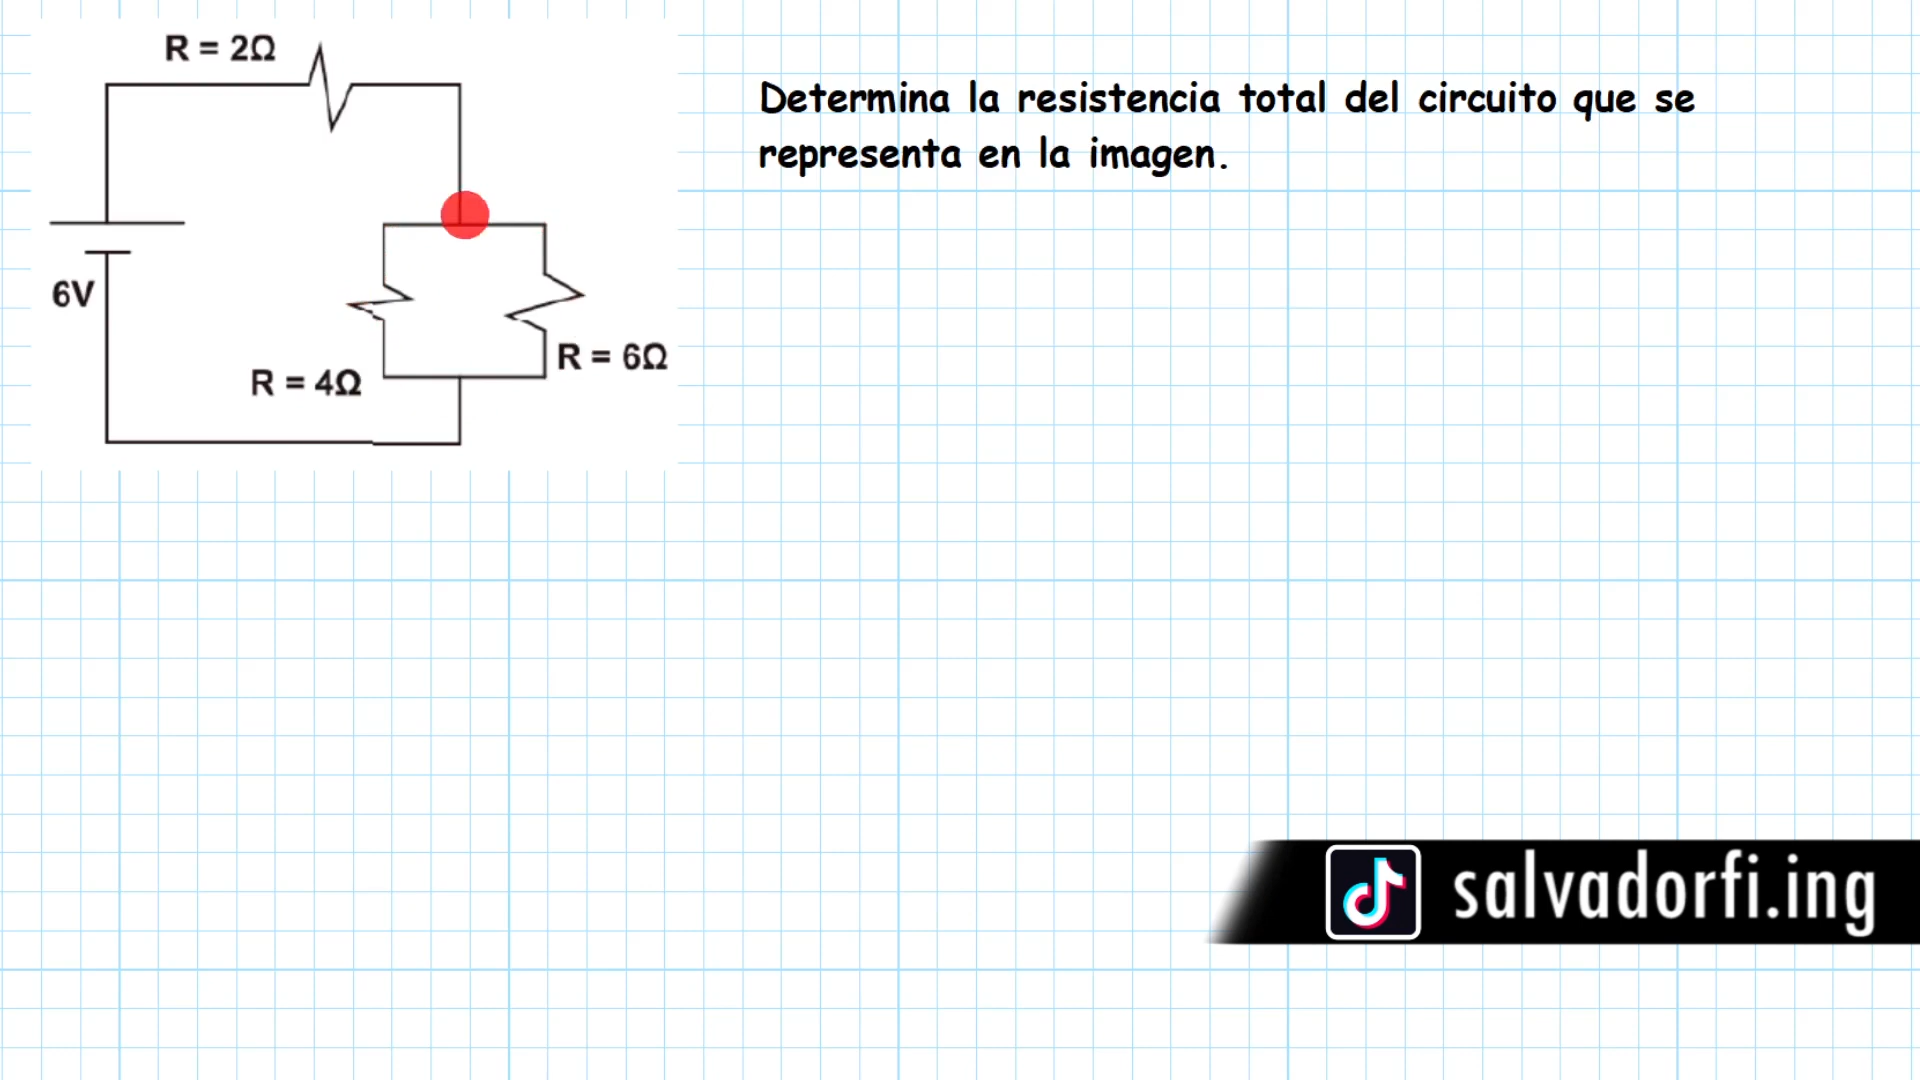 R = 2Ω
Determina la resistencia total del circuito que se
representa en la imagen.
6V
R = 6Ω
R = 4Ω
salvadorfi.ing